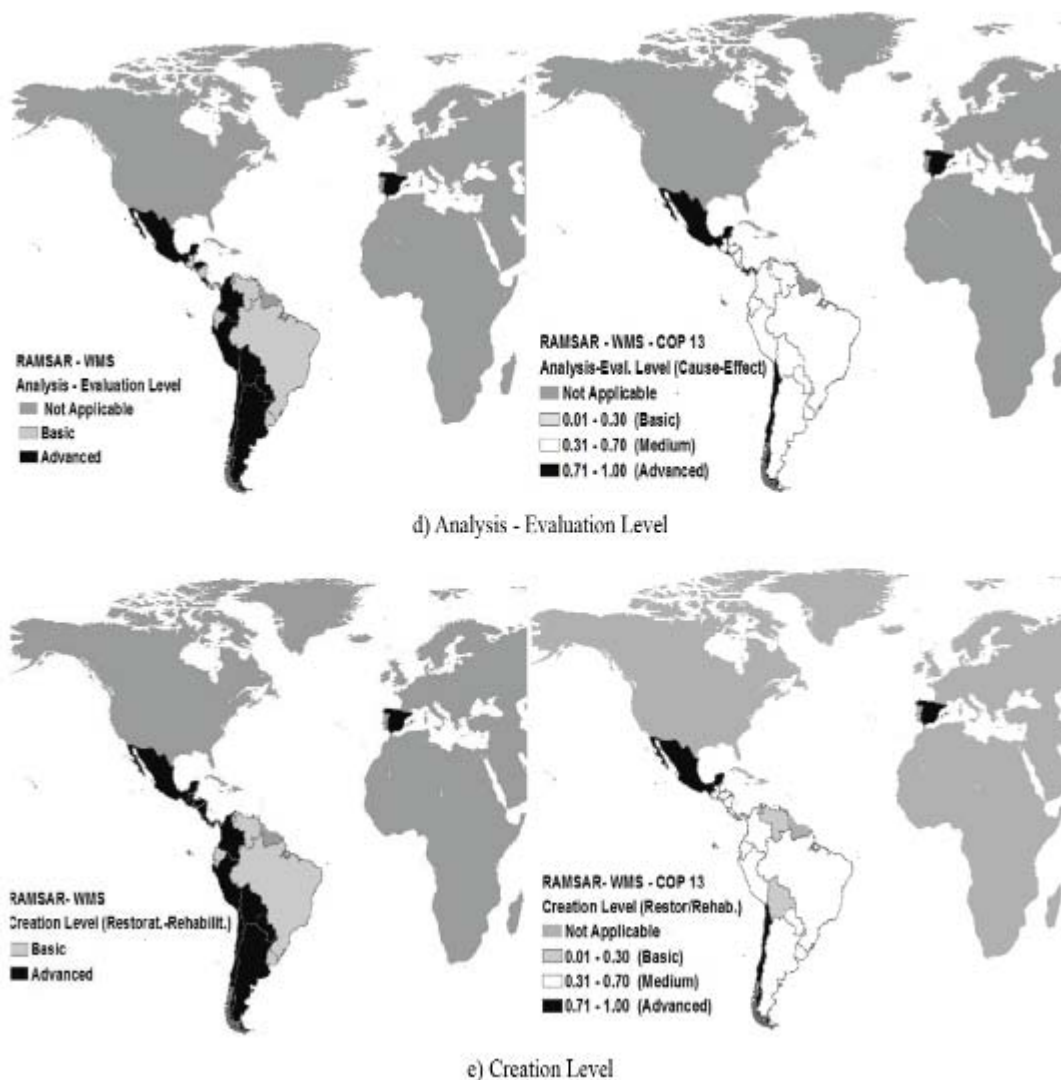 RAMSAR - WMS
Analysis - Evaluation Level
Not Applicable
Basic
Advanced
RAMSAR - WMS - COP 13
Analysis-Eval. Level (Cause-Effect)
Not Applicable
0.01 - 0.30 (Basic)
0.31 - 0.70 (Medium)
0.71 - 1.00 (Advanced)
d) Analysis - Evaluation Level
RAMSAR- WMS
Creation Level (Restorat.-Rehabilit.)
Basic
Advanced
RAMSAR- WMS - COP 13
Creation Level (Restor/Rehab.)
Not Applicable
0.01 - 0.30 (Basic)
0.31 - 0.70 (Medium)
0.71 - 1.00 (Advanced)
e) Creation Level